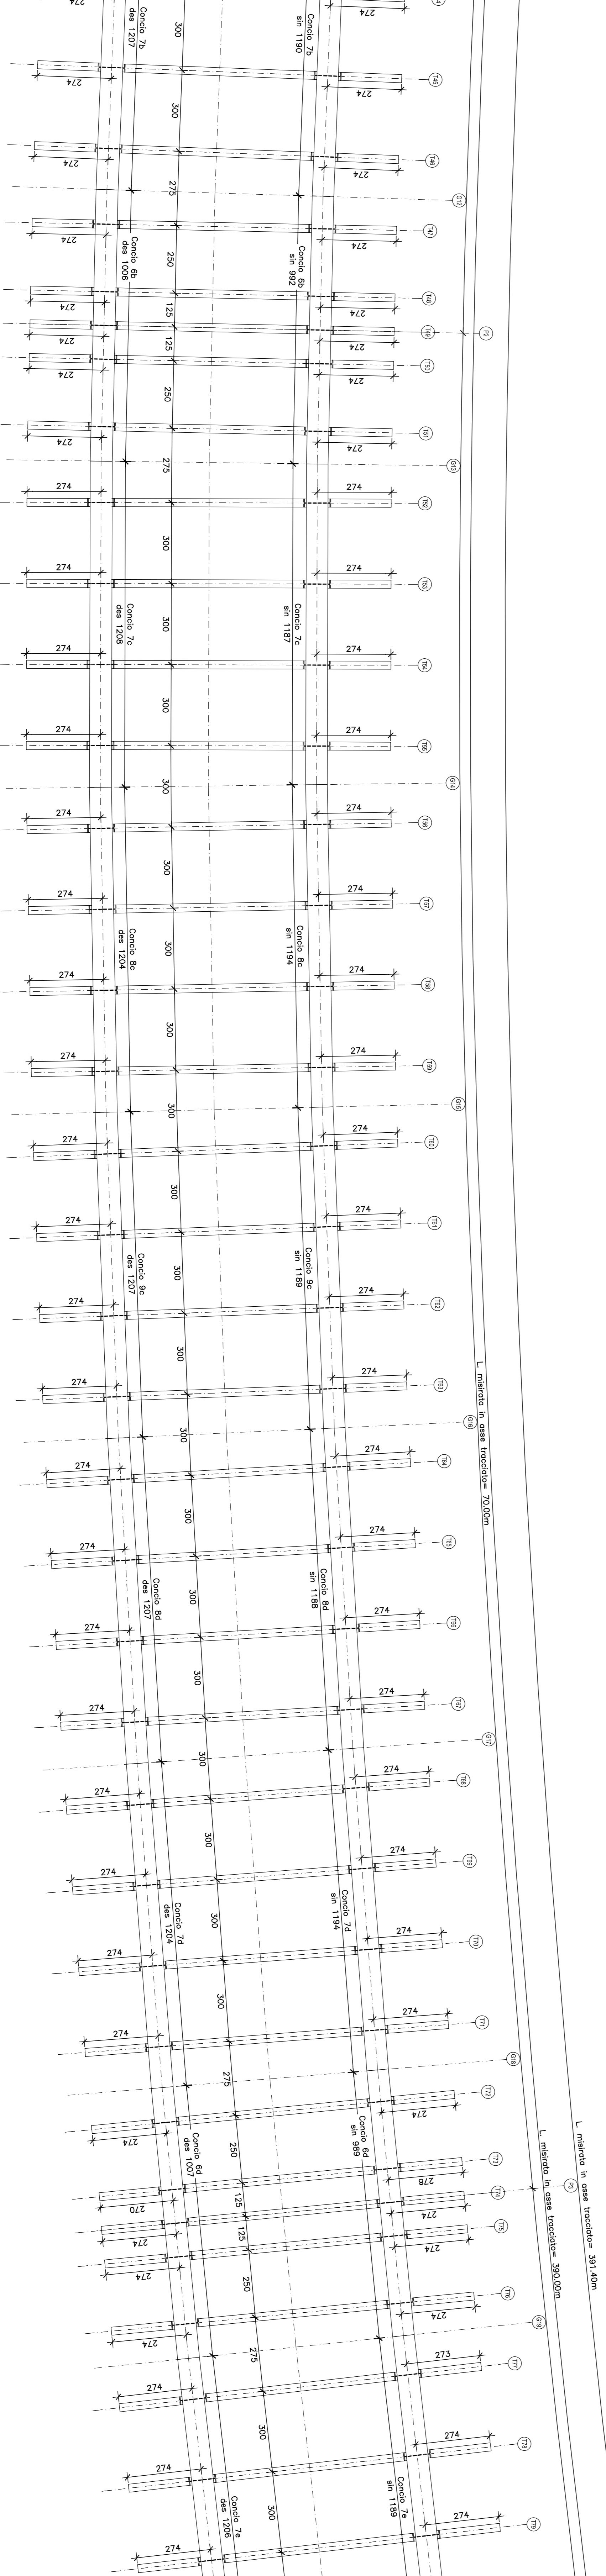 274
300
Concio 7b
des 1207
Concio 7b
sin 1190
274
274
T45
274
300
274
T46
274
275
G12
274
T47
274
Concio 6b
des 1006
250
Concio 6b
sin 992
274
T48
274
125
274
T49
P2
274
125
274
T50
274
250
274
T51
274
275
G13
274
274
T52
300
274
274
T53
Concio 7c
des 1208
300
Concio 7c
sin 1187
274
274
T54
300
274
274
T55
300
G14
274
274
T56
300
274
274
T57
Concio 8c
des 1204
300
Concio 8c
sin 1194
274
274
T58
300
274
274
T59
300
G15
274
274
T60
300
274
274
T61
Concio 9c
des 1207
300
Concio 9c
sin 1189
274
274
T62
300
274
274
T63
L. misirata in asse tracciato= 70.00m
300
G16
274
274
T64
300
274
274
T65
Concio 8d
des 1207
300
Concio 8d
sin 1188
274
274
T66
300
274
274
T67
300
G17
274
274
T68
300
274
274
T69
Concio 7d
des 1204
300
Concio 7d
sin 1194
274
274
T70
300
274
274
T71
275
G18
274
274
T72
Concio 6d
des 1007
250
Concio 6d
sin 989
270
278
T73
125
274
274
T74
P3
L. misirata in asse tracciato= 390.00m
L. misirata in asse tracciato= 391.40m
125
274
274
T75
250
274
274
T76
275
G19
274
273
T77
300
274
274
T78
Concio 7e
des 1206
300
Concio 7e
sin 1189
274
274
T79